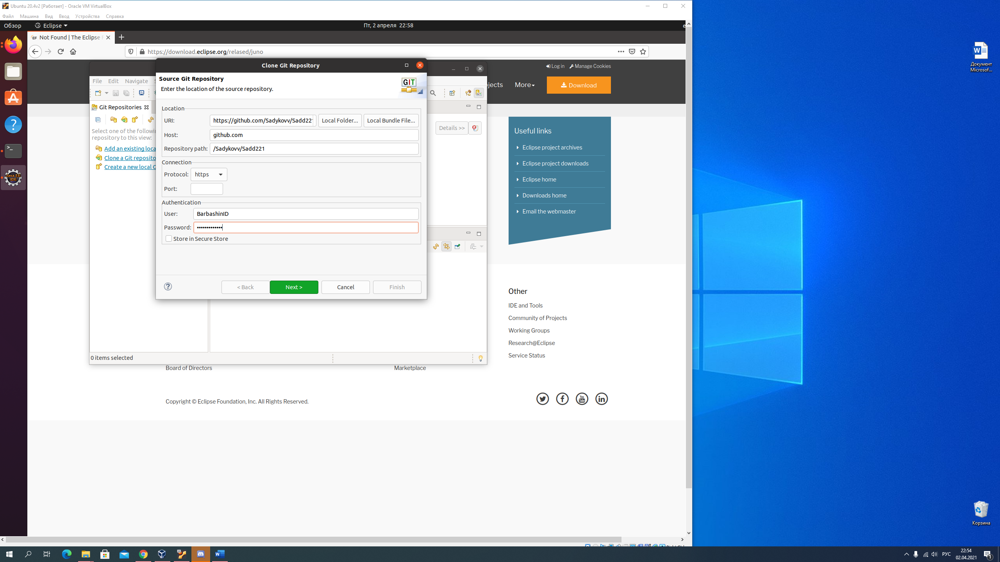 Ubuntu 20.4v2 [Работает] - Oracle VM VirtualBox
Файл Машина Вид Ввод Устройства Справка
Обзор Eclipse Пт, 2 апреля 22:58
Not Found | The Eclipse F
https://download.eclipse.org/relased/juno
Log in Manage Cookies
More
Download
Clone Git Repository
Source Git Repository
Enter the location of the source repository.
GIT
File Edit Navigate
Git Repositories
Select one of the followin
repository to this view:
Add an existing loca
Clone a Git reposito
Create a new local G
Location
URI: https://github.com/Sadykovv/Sadd221 Local Folder... Local Bundle File...
Host: github.com
Repository path: /Sadykovv/Sadd221
Connection
Protocol: https
Port:
Authentication
User: BarbashinID
Password: •••••••••••••
Store in Secure Store
< Back Next > Cancel Finish
Details >>
0 items selected
Useful links
Eclipse project archives
Eclipse project downloads
Eclipse home
Downloads home
Email the webmaster
Other
IDE and Tools
Community of Projects
Working Groups
Research@Eclipse
Service Status
Board of Directors
Marketplace
Copyright © Eclipse Foundation, Inc. All Rights Reserved.
Java EE
IDE
Документ
Microsof...
Корзина
РУС
22:54
02.04.2021
1